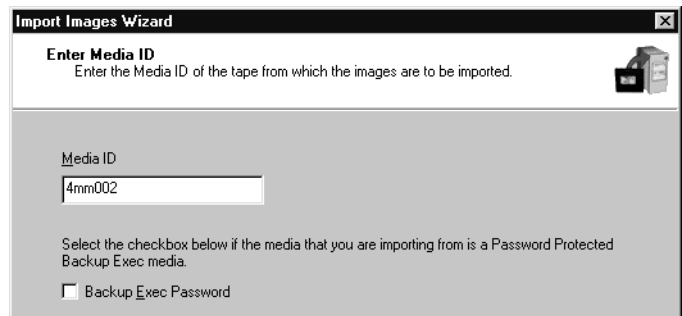 Import Images Wizard
Enter Media ID
Enter the Media ID of the tape from which the images are to be imported.
Media ID
4mm002
Select the checkbox below if the media that you are importing from is a Password Protected
Backup Exec media.
Backup Exec Password